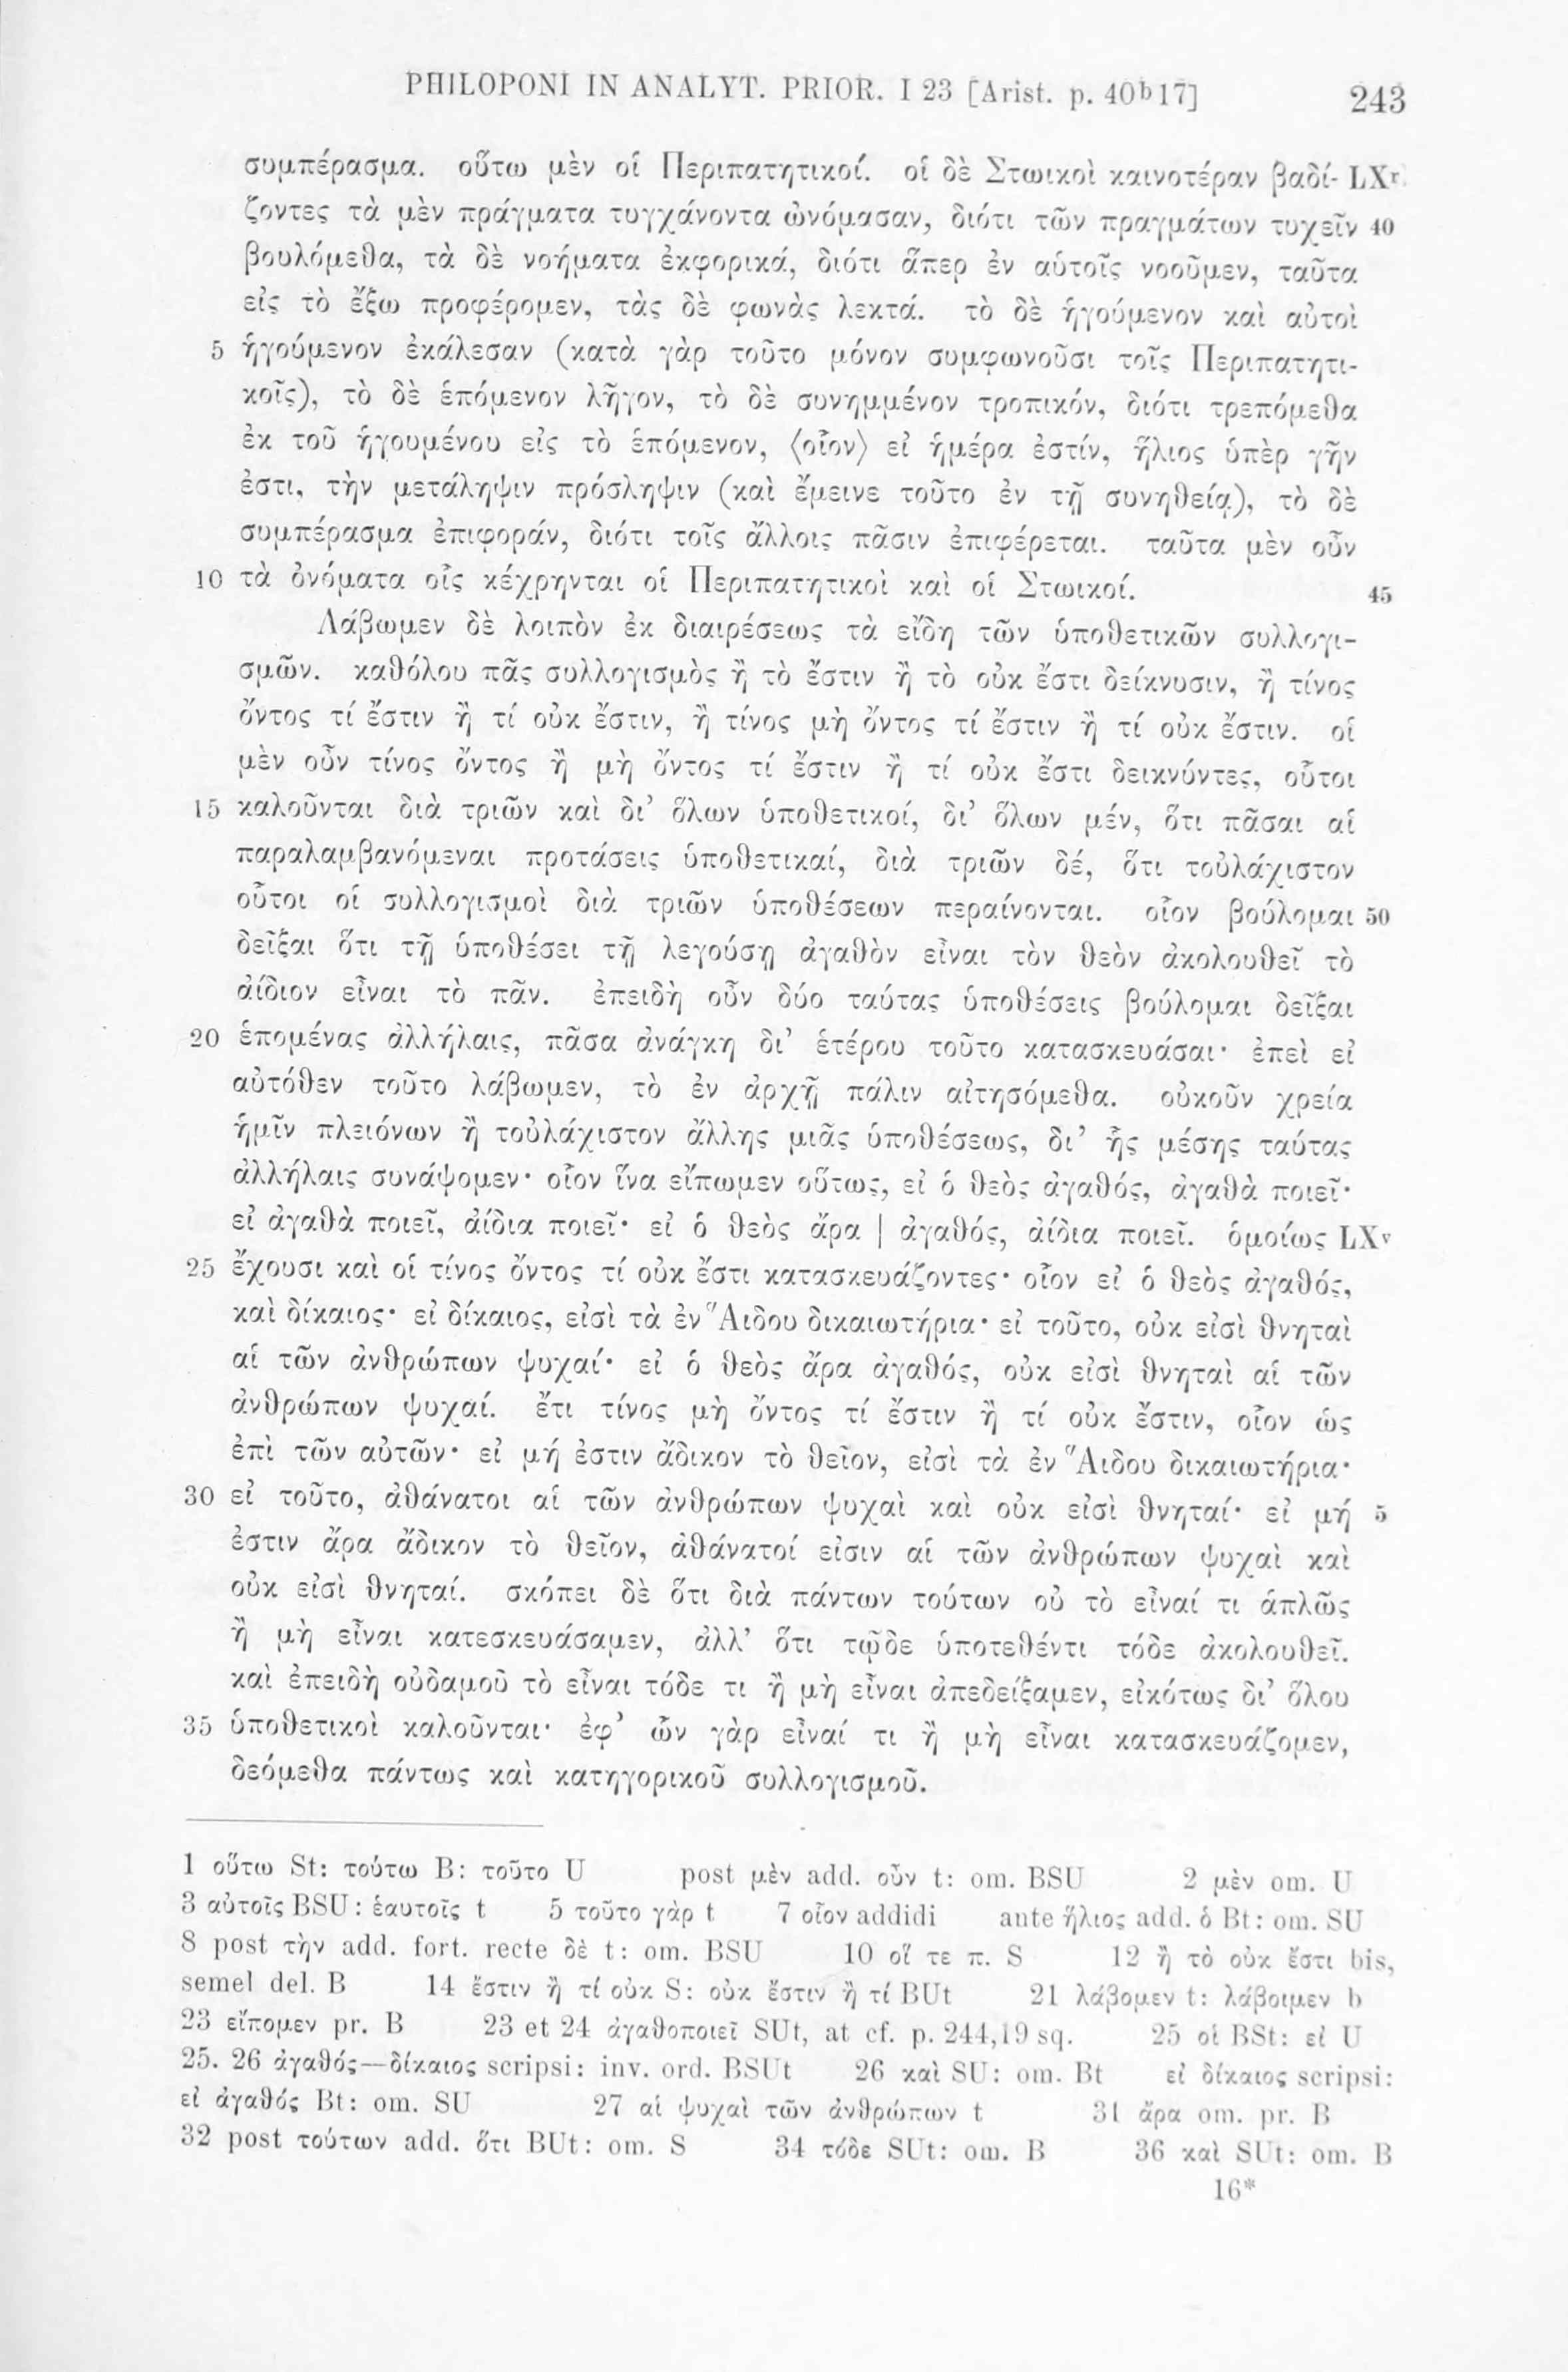 PHILOPONI IN ANALYT. PRIOR. I 23 [Arist. p. 40b17] 243
συμπέρασμα. οὕτω μὲν οἱ Περιπατητικοί. οἱ δὲ Στωικοὶ καινοτέραν βαδί- LXr
ζοντες τὰ μὲν πράγματα τυγχάνοντα ὠνόμασαν, διότι τῶν πραγμάτων τυχεῖν 40
βουλόμεθα, τὰ δὲ νοήματα ἐκφορικά, διότι ἅπερ ἐν αὑτοῖς νοοῦμεν, ταῦτα
εἰς τὸ ἔξω προφέρομεν, τὰς δὲ φωνὰς λεκτά. τὸ δὲ ἡγούμενον καὶ αὐτοὶ
5 ἡγούμενον ἐκάλεσαν (κατὰ γὰρ τοῦτο μόνον συμφωνοῦσι τοῖς Περιπατητι-
κοῖς), τὸ δὲ ἑπόμενον λῆγον, τὸ δὲ συνημμένον τροπικόν, διότι τρεπόμεθα
ἐκ τοῦ ἡγουμένου εἰς τὸ ἑπόμενον, ⟨οἷον⟩ εἰ ἡμέρα ἐστίν, ἥλιος ὑπὲρ γῆν
ἐστι, τὴν μετάληψιν πρόσληψιν (καὶ ἔμεινε τοῦτο ἐν τῇ συνηθείᾳ), τὸ δὲ
συμπέρασμα ἐπιφοράν, διότι τοῖς ἄλλοις πᾶσιν ἐπιφέρεται. ταῦτα μὲν οὖν
10 τὰ ὀνόματα οἷς κέχρηνται οἱ Περιπατητικοὶ καὶ οἱ Στωικοί. 45
Λάβωμεν δὲ λοιπὸν ἐκ διαιρέσεως τὰ εἴδη τῶν ὑποθετικῶν συλλογι-
σμῶν. καθόλου πᾶς συλλογισμὸς ἢ τὸ ἔστιν ἢ τὸ οὐκ ἔστι δείκνυσιν, ἢ τίνος
ὄντος τί ἔστιν ἢ τί οὐκ ἔστιν, ἢ τίνος μὴ ὄντος τί ἔστιν ἢ τί οὐκ ἔστιν. οἱ
μὲν οὖν τίνος ὄντος ἢ μὴ ὄντος τί ἔστιν ἢ τί οὐκ ἔστι δεικνύντες, οὗτοι
15 καλοῦνται διὰ τριῶν καὶ δι’ ὅλων ὑποθετικοί, δι’ ὅλων μέν, ὅτι πᾶσαι αἱ
παραλαμβανόμεναι προτάσεις ὑποθετικαί, διὰ τριῶν δέ, ὅτι τοὐλάχιστον
οὗτοι οἱ συλλογισμοὶ διὰ τριῶν ὑποθέσεων περαίνονται. οἷον βούλομαι 50
δεῖξαι ὅτι τῇ ὑποθέσει τῇ λεγούσῃ ἀγαθὸν εἶναι τὸν θεὸν ἀκολουθεῖ τὸ
ἀίδιον εἶναι τὸ πᾶν. ἐπειδὴ οὖν δύο ταύτας ὑποθέσεις βούλομαι δεῖξαι
20 ἑπομένας ἀλλήλαις, πᾶσα ἀνάγκη δι’ ἑτέρου τοῦτο κατασκευάσαι· ἐπεὶ εἰ
αὐτόθεν τοῦτο λάβωμεν, τὸ ἐν ἀρχῇ πάλιν αἰτησόμεθα. οὐκοῦν χρεία
ἡμῖν πλειόνων ἢ τοὐλάχιστον ἄλλης μιᾶς ὑποθέσεως, δι’ ἧς μέσης ταύτας
ἀλλήλαις συνάψομεν· οἷον ἵνα εἴπωμεν οὕτως, εἰ ὁ θεὸς ἀγαθός, ἀγαθὰ ποιεῖ·
εἰ ἀγαθὰ ποιεῖ, ἀίδια ποιεῖ· εἰ ὁ θεὸς ἄρα | ἀγαθός, ἀίδια ποιεῖ. ὁμοίως LXv
25 ἔχουσι καὶ οἱ τίνος ὄντος τί οὐκ ἔστι κατασκευάζοντες· οἷον εἰ ὁ θεὸς ἀγαθός,
καὶ δίκαιος· εἰ δίκαιος, εἰσὶ τὰ ἐν Ἅιδου δικαιωτήρια· εἰ τοῦτο, οὐκ εἰσὶ θνηταὶ
αἱ τῶν ἀνθρώπων ψυχαί· εἰ ὁ θεὸς ἄρα ἀγαθός, οὐκ εἰσὶ θνηταὶ αἱ τῶν
ἀνθρώπων ψυχαί. ἔτι τίνος μὴ ὄντος τί ἔστιν ἢ τί οὐκ ἔστιν, οἷον ὡς
ἐπὶ τῶν αὐτῶν· εἰ μή ἐστιν ἄδικον τὸ θεῖον, εἰσὶ τὰ ἐν Ἅιδου δικαιωτήρια·
30 εἰ τοῦτο, ἀθάνατοι αἱ τῶν ἀνθρώπων ψυχαὶ καὶ οὐκ εἰσὶ θνηταί· εἰ μή 5
ἐστιν ἄρα ἄδικον τὸ θεῖον, ἀθάνατοί εἰσιν αἱ τῶν ἀνθρώπων ψυχαὶ καὶ
οὐκ εἰσὶ θνηταί. σκόπει δὲ ὅτι διὰ πάντων τούτων οὐ τὸ εἶναί τι ἁπλῶς
ἢ μὴ εἶναι κατεσκευάσαμεν, ἀλλ’ ὅτι τῷδε ὑποτεθέντι τόδε ἀκολουθεῖ.
καὶ ἐπειδὴ οὐδαμοῦ τὸ εἶναι τόδε τι ἢ μὴ εἶναι ἀπεδείξαμεν, εἰκότως δι’ ὅλου
35 ὑποθετικοὶ καλοῦνται· ἐφ’ ὧν γὰρ εἶναί τι ἢ μὴ εἶναι κατασκευάζομεν,
δεόμεθα πάντως καὶ κατηγορικοῦ συλλογισμοῦ.
1 οὕτω St: τούτω B: τοῦτο U post μὲν add. οὖν t: om. BSU 2 μὲν om. U
3 αὑτοῖς BSU: ἑαυτοῖς t 5 τοῦτο γὰρ t 7 οἷον addidi ante ἥλιος add. ὁ Bt: om. SU
8 post τὴν add. fort. recte δὲ t: om. BSU 10 οἵ τε π. S 12 ἢ τὸ οὐκ ἔστι bis,
semel del. B 14 ἔστιν ἢ τί οὐκ S: οὐκ ἔστιν ἢ τί BUt 21 λάβομεν t: λάβοιμεν b
23 εἴπομεν pr. B 23 et 24 ἀγαθοποιεῖ SUt, at cf. p. 244,19 sq. 25 οἱ BSt: εἰ U
25. 26 ἀγαθός—δίκαιος scripsi: inv. ord. BSUt 26 καὶ SU: om. Bt εἰ δίκαιος scripsi:
εἰ ἀγαθός Bt: om. SU 27 αἱ ψυχαὶ τῶν ἀνθρώπων t 31 ἄρα om. pr. B
32 post τούτων add. ὅτι BUt: om. S 34 τόδε SUt: om. B 36 καὶ SUt: om. B
16*